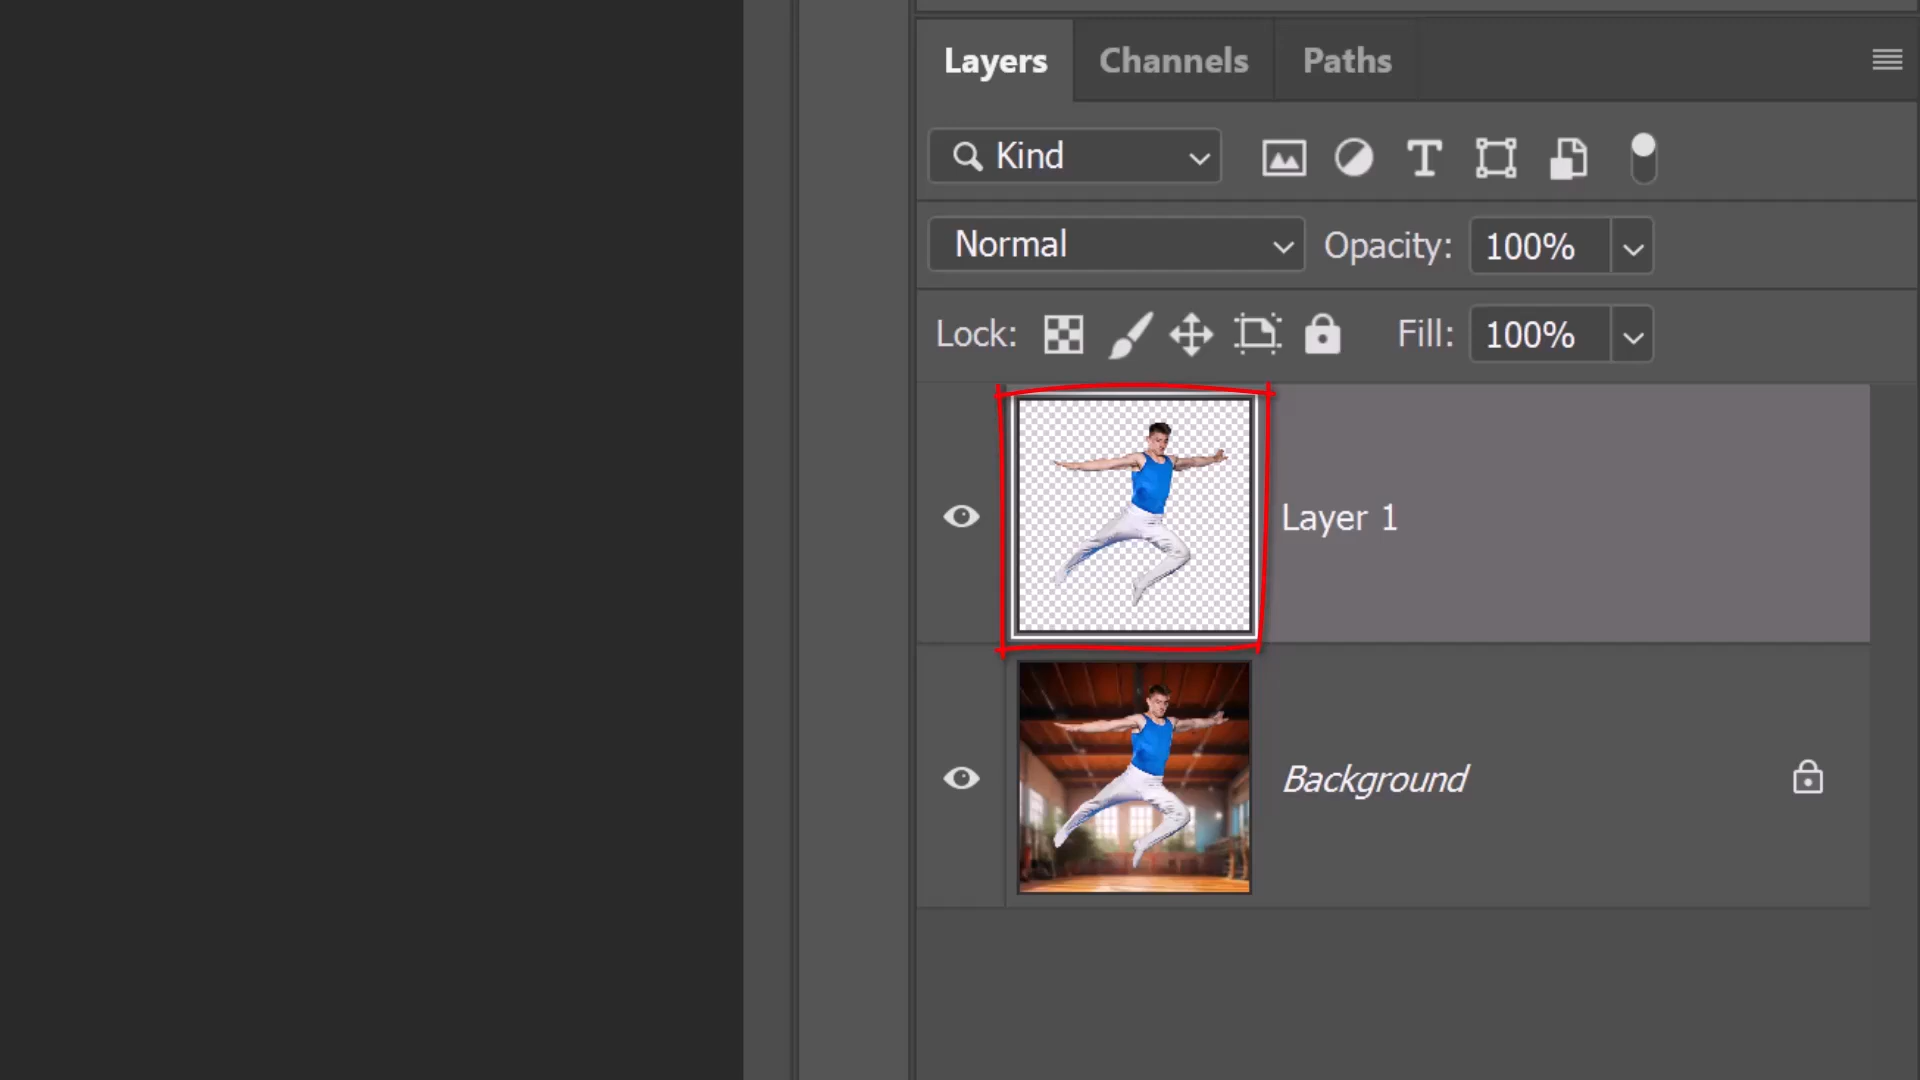 Layers Channels Paths
Kind
Normal Opacity: 100%
Lock: Fill: 100%
Layer 1
Background